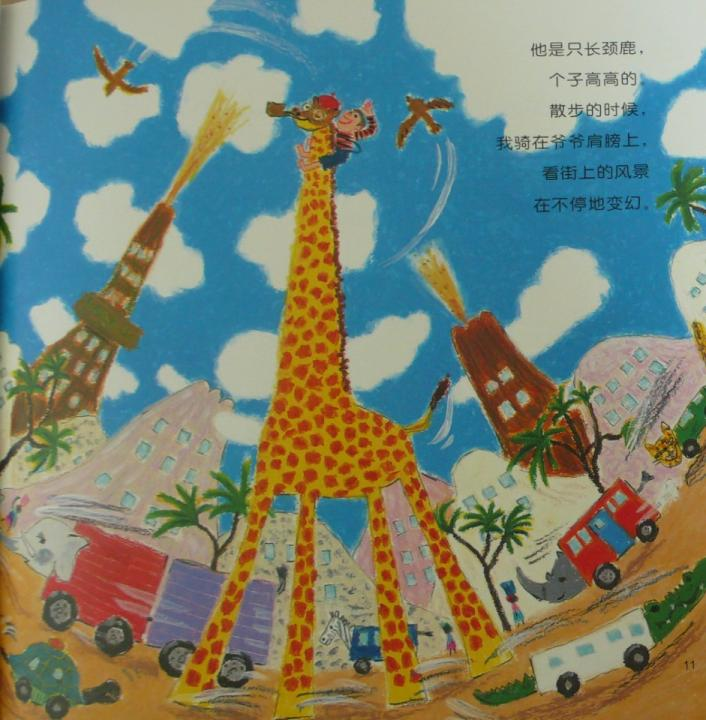 他是只长颈鹿，
个子高高的，
散步的时候，
我骑在爷爷肩膀上，
看街上的风景
在不停地变幻。
11